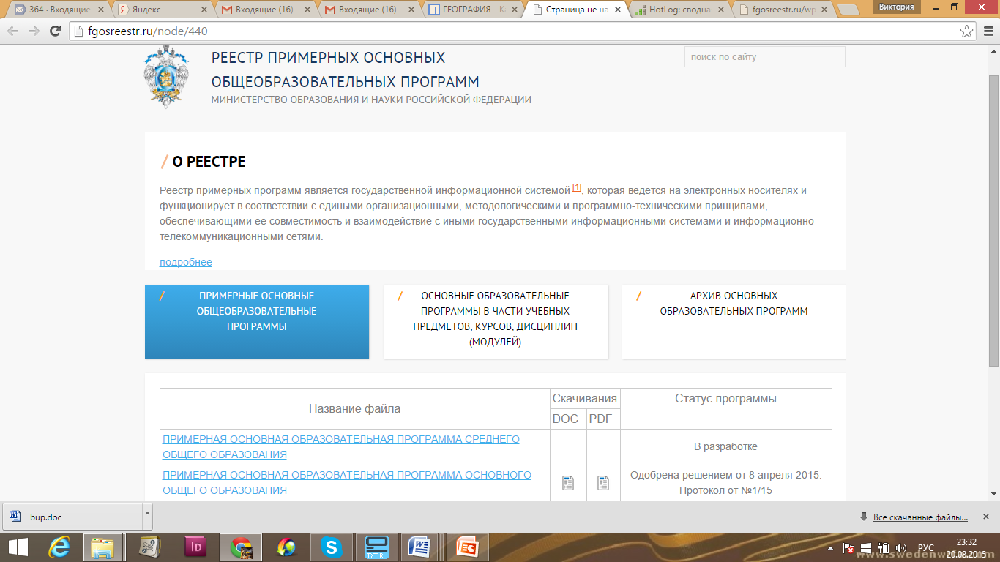 364 · Входящие
Яндекс
Входящие (16) -
Входящие (16) -
ГЕОГРАФИЯ - К
Страница не на
HotLog: сводна
fgosreestr.ru/wp
Виктория
fgosreestr.ru/node/440
РЕЕСТР ПРИМЕРНЫХ ОСНОВНЫХ
ОБЩЕОБРАЗОВАТЕЛЬНЫХ ПРОГРАММ
МИНИСТЕРСТВО ОБРАЗОВАНИЯ И НАУКИ РОССИЙСКОЙ ФЕДЕРАЦИИ
поиск по сайту
/ О РЕЕСТРЕ
Реестр примерных программ является государственной информационной системой [1], которая ведется на электронных носителях и
функционирует в соответствии с едиными организационными, методологическими и программно-техническими принципами,
обеспечивающими ее совместимость и взаимодействие с иными государственными информационными системами и информационно-
телекоммуникационными сетями.
подробнее
/ ПРИМЕРНЫЕ ОСНОВНЫЕ
ОБЩЕОБРАЗОВАТЕЛЬНЫЕ
ПРОГРАММЫ
/ ОСНОВНЫЕ ОБРАЗОВАТЕЛЬНЫЕ
ПРОГРАММЫ В ЧАСТИ УЧЕБНЫХ
ПРЕДМЕТОВ, КУРСОВ, ДИСЦИПЛИН
(МОДУЛЕЙ)
/ АРХИВ ОСНОВНЫХ
ОБРАЗОВАТЕЛЬНЫХ ПРОГРАММ
Название файла
Скачивания
DOC
PDF
Статус программы
ПРИМЕРНАЯ ОСНОВНАЯ ОБРАЗОВАТЕЛЬНАЯ ПРОГРАММА СРЕДНЕГО
ОБЩЕГО ОБРАЗОВАНИЯ
В разработке
ПРИМЕРНАЯ ОСНОВНАЯ ОБРАЗОВАТЕЛЬНАЯ ПРОГРАММА ОСНОВНОГО
ОБЩЕГО ОБРАЗОВАНИЯ
Одобрена решением от 8 апреля 2015.
Протокол от №1/15
bup.doc
Все скачанные файлы...
Id
TXT.RU
РУС
23:32
20.08.2015